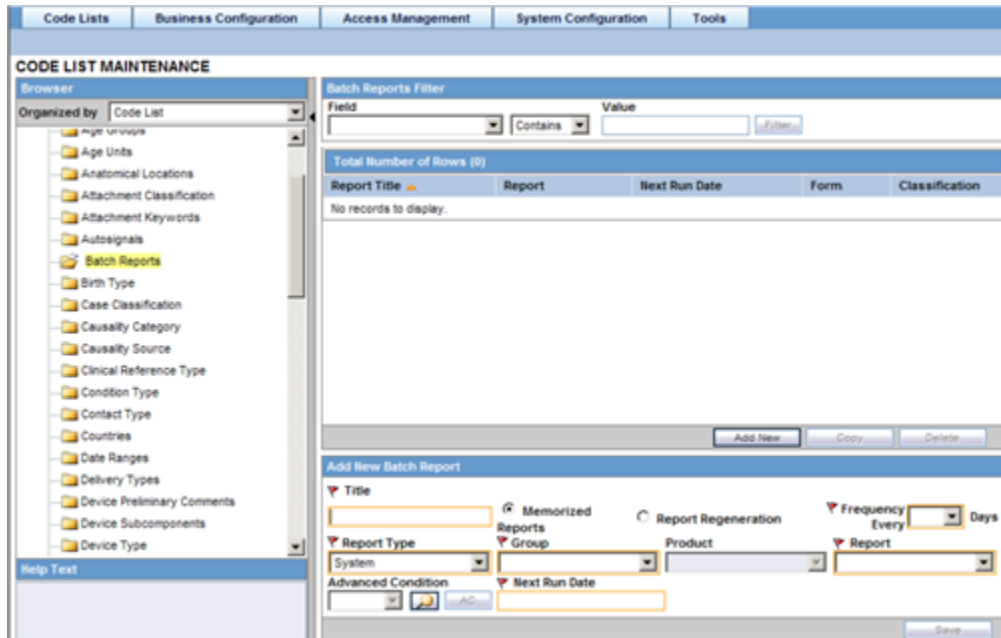 Code Lists Business Configuration Access Management System Configuration Tools
CODE LIST MAINTENANCE
Browser
Organized by Code List
Age Groups
Age Units
Anatomical Locations
Attachment Classification
Attachment Keywords
Autosignals
Batch Reports
Birth Type
Case Classification
Causality Category
Causality Source
Clinical Reference Type
Condition Type
Contact Type
Countries
Date Ranges
Delivery Types
Device Preliminary Comments
Device Subcomponents
Device Type
Help Text
Batch Reports Filter
Field Value
Contains Filter
Total Number of Rows (0)
Report Title Report Next Run Date Form Classification
No records to display.
Add New Copy Delete
Add New Batch Report
Title
Memorized Reports
Report Regeneration
Frequency Every Days
Report Type Group Product Report
System
Advanced Condition Next Run Date
AC
Save